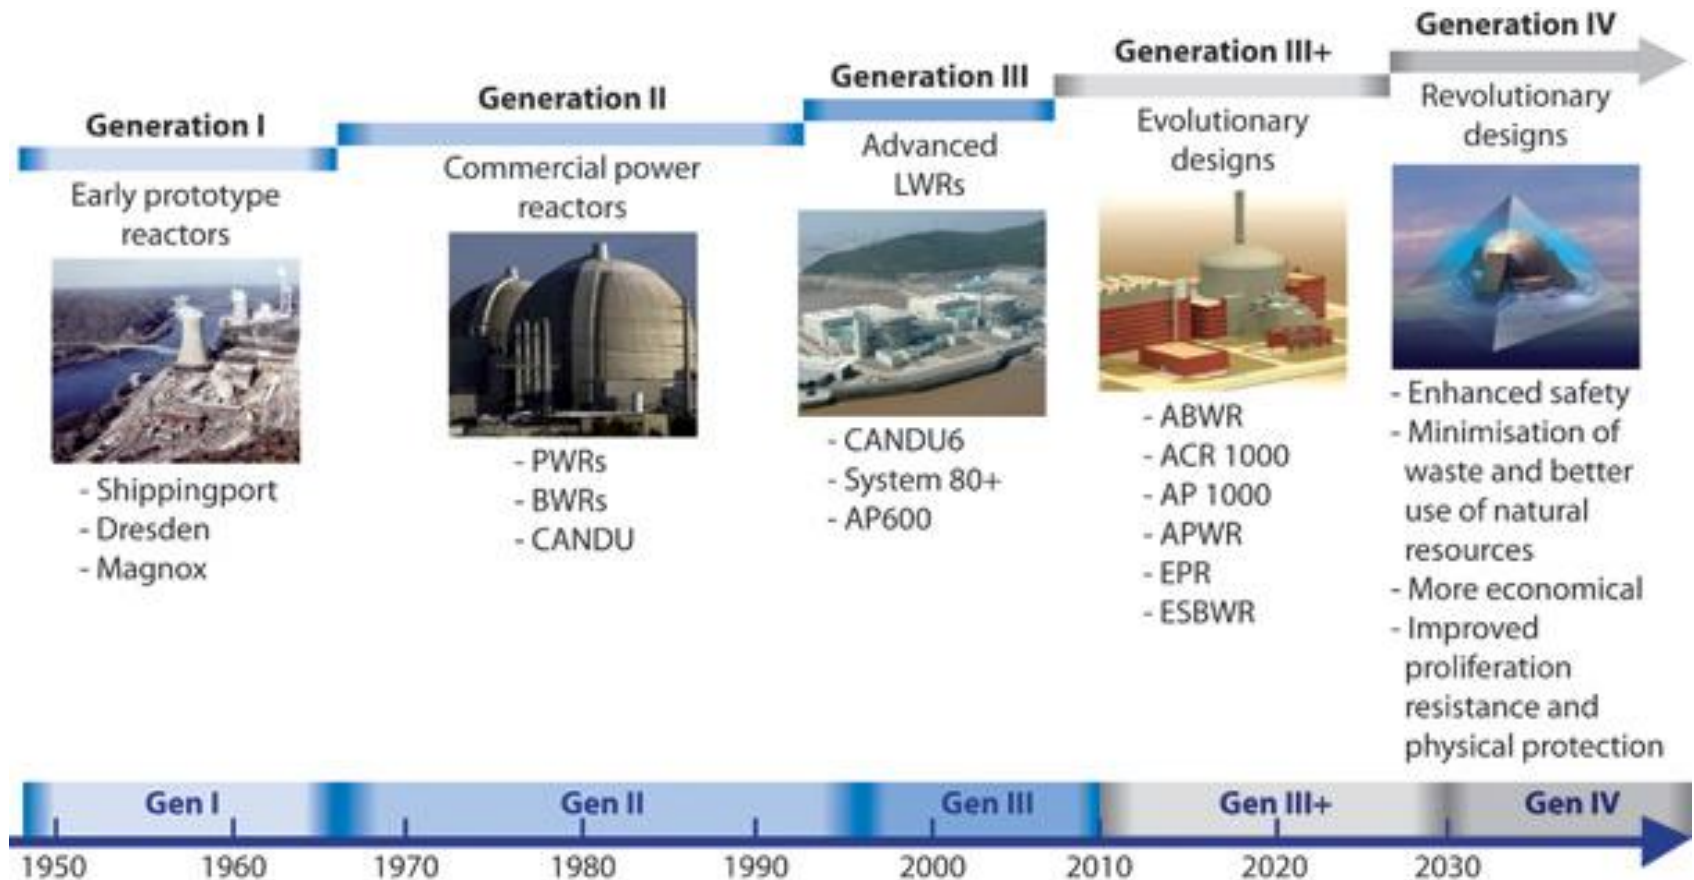 Generation I
Early prototype
reactors
- Shippingport
- Dresden
- Magnox
Generation II
Commercial power
reactors
- PWRs
- BWRs
- CANDU
Generation III
Advanced
LWRs
- CANDU6
- System 80+
- AP600
Generation III+
Evolutionary
designs
- ABWR
- ACR 1000
- AP 1000
- APWR
- EPR
- ESBWR
Generation IV
Revolutionary
designs
- Enhanced safety
- Minimisation of
waste and better
use of natural
resources
- More economical
- Improved
proliferation
resistance and
physical protection
Gen I Gen II Gen III Gen III+ Gen IV
1950 1960 1970 1980 1990 2000 2010 2020 2030